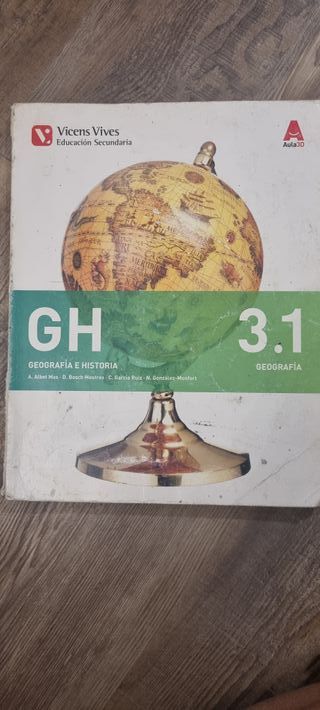 Vicens Vives
Educación Secundaria
Aula3D
GH
3.1
GEOGRAFÍA E HISTORIA
GEOGRAFÍA
A. Albet Mas · D. Bosch Mestres · C. García Ruiz · N. González-Monfort